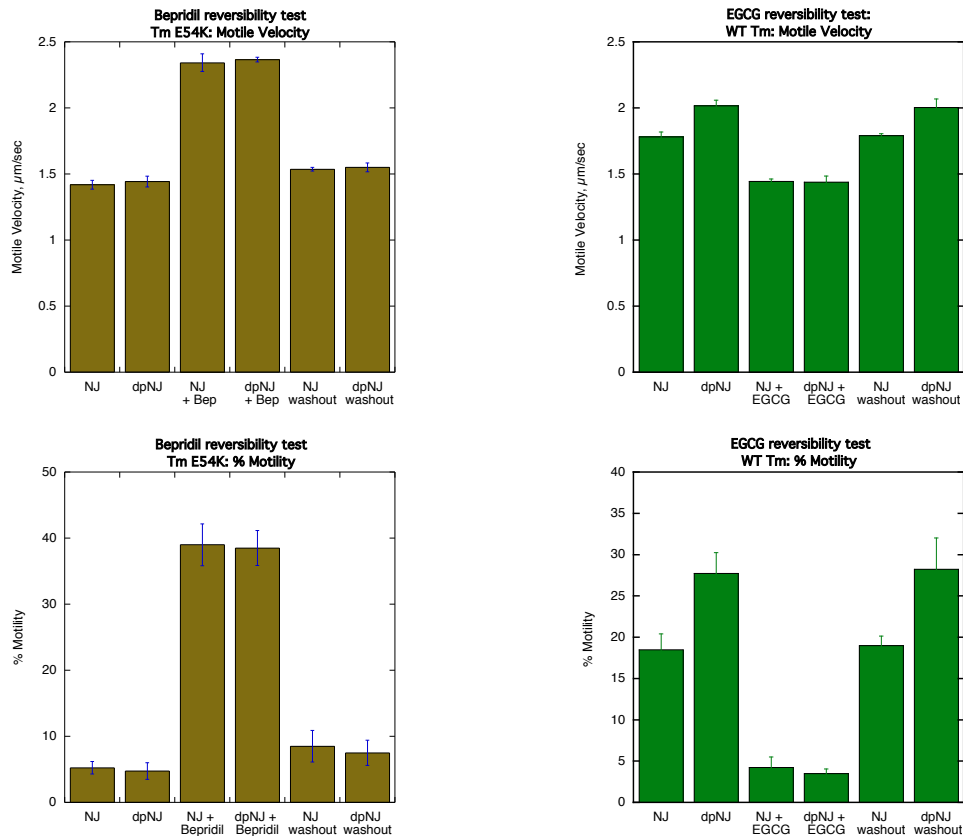 Bepridil reversibility test
Tm E54K: Motile Velocity
2.5
2
1.5
1
0.5
0
Motile Velocity, µm/sec
NJ
dpNJ
NJ
+ Bep
dpNJ
+ Bep
NJ
washout
dpNJ
washout
EGCG reversibility test:
WT Tm: Motile Velocity
2.5
2
1.5
1
0.5
0
Motile Velocity, µm/sec
NJ
dpNJ
NJ +
EGCG
dpNJ +
EGCG
NJ
washout
dpNJ
washout
Bepridil reversibility test
Tm E54K: % Motility
50
40
30
20
10
0
% Motility
NJ
dpNJ
NJ +
Bepridil
dpNJ +
Bepridil
NJ
washout
dpNJ
washout
EGCG reversibility test
WT Tm: % Motility
40
35
30
25
20
15
10
5
0
% Motility
NJ
dpNJ
NJ +
EGCG
dpNJ +
EGCG
NJ
washout
dpNJ
washout